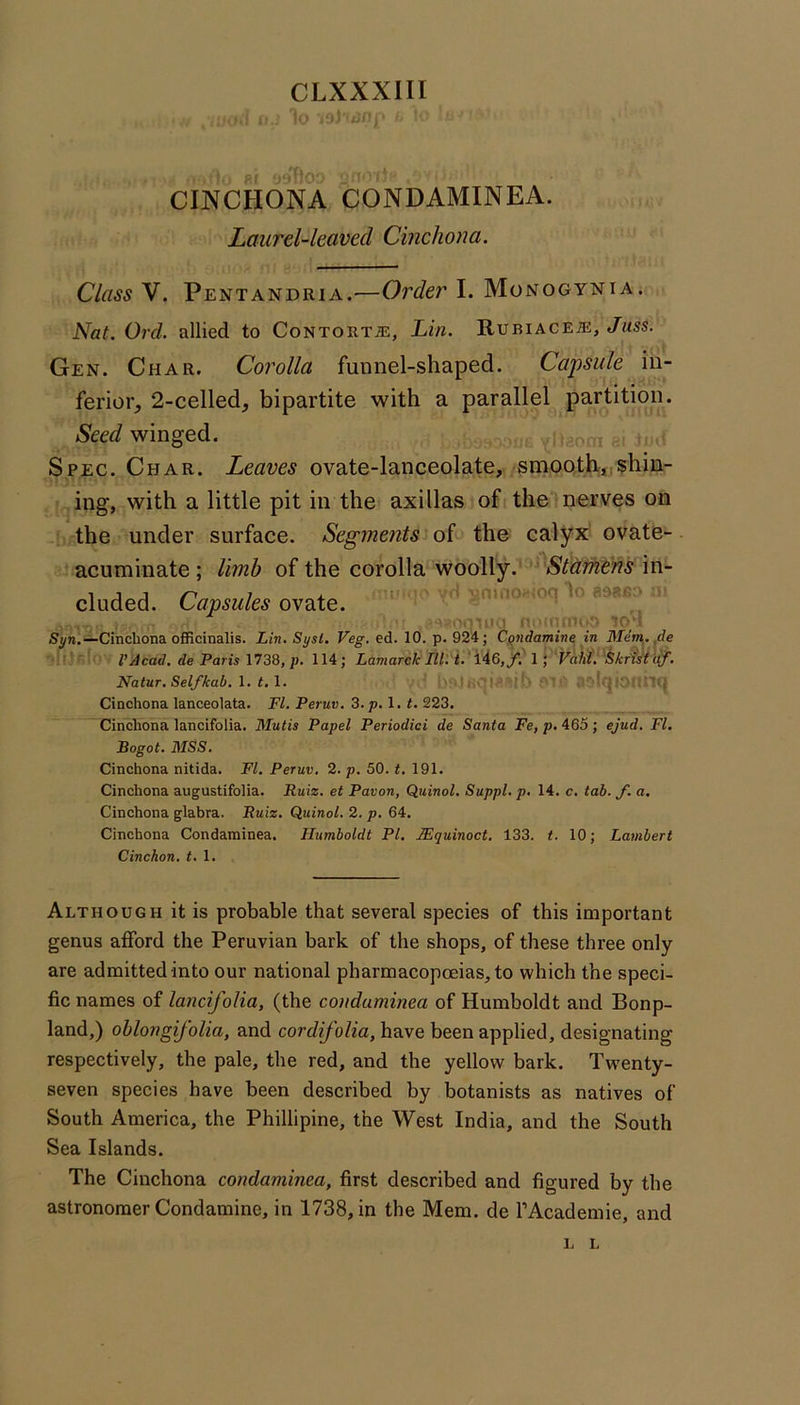 CLXXXIII
CINCHONA CONDAMINEA.
Laurel-leaved Cinchona.
Class V. Pentandria.—Order I. Monogynia.
Nat. Ord. allied to Contortæ, Lin. Rubiaceæ, Juss.
Gen. Char. Corolla funnel-shaped. Capsule in-
ferior, 2-celled, bipartite with a parallel partition.
Seed winged.
Spec. Char. Leaves ovate-lanceolate, smooth, shin-
ing, with a little pit in the axillas of the nerves on
the under surface. Segments of the calyx ovate-
acuminate; limb of the corolla woolly. Stamens in-
cluded. Capsules ovate.
Syn.—Cinchona officinalis. Lin. Syst. Veg. ed. 10. p. 924; Condamine in Mém. de
l'Acad. de Paris 1738, p. 114; Lamarck Ill. t. 146, f. 1; Vahl. Skrist af.
Natur. Selfkab. 1. t. 1.
Cinchona lanceolata. Fl. Peruv. 3. p. 1. t. 223.
Cinchona lancifolia. Mutis Papel Periodici de Santa Fe, p. 465; ejud. Fl.
Bogot. MSS.
Cinchona nitida. Fl. Peruv. 2. p. 50. t. 191.
Cinchona augustifolia. Ruiz. et Pavon, Quinol. Suppl. p. 14. c. tab. f. a.
Cinchona glabra. Ruiz. Quinol. 2. p. 64.
Cinchona Condaminea. Humboldt Pl. Æquinoct. 133. t. 10; Lambert
Cinchon. t. 1.
Although it is probable that several species of this important
genus afford the Peruvian bark of the shops, of these three only
are admitted into our national pharmacopœias, to which the speci-
fic names of lancifolia, (the condaminea of Humboldt and Bonp-
land,) oblongifolia, and cordifolia, have been applied, designating
respectively, the pale, the red, and the yellow bark. Twenty-
seven species have been described by botanists as natives of
South America, the Phillipine, the West India, and the South
Sea Islands.
The Cinchona condaminea, first described and figured by the
astronomer Condamine, in 1738, in the Mem. de l'Academie, and
L L